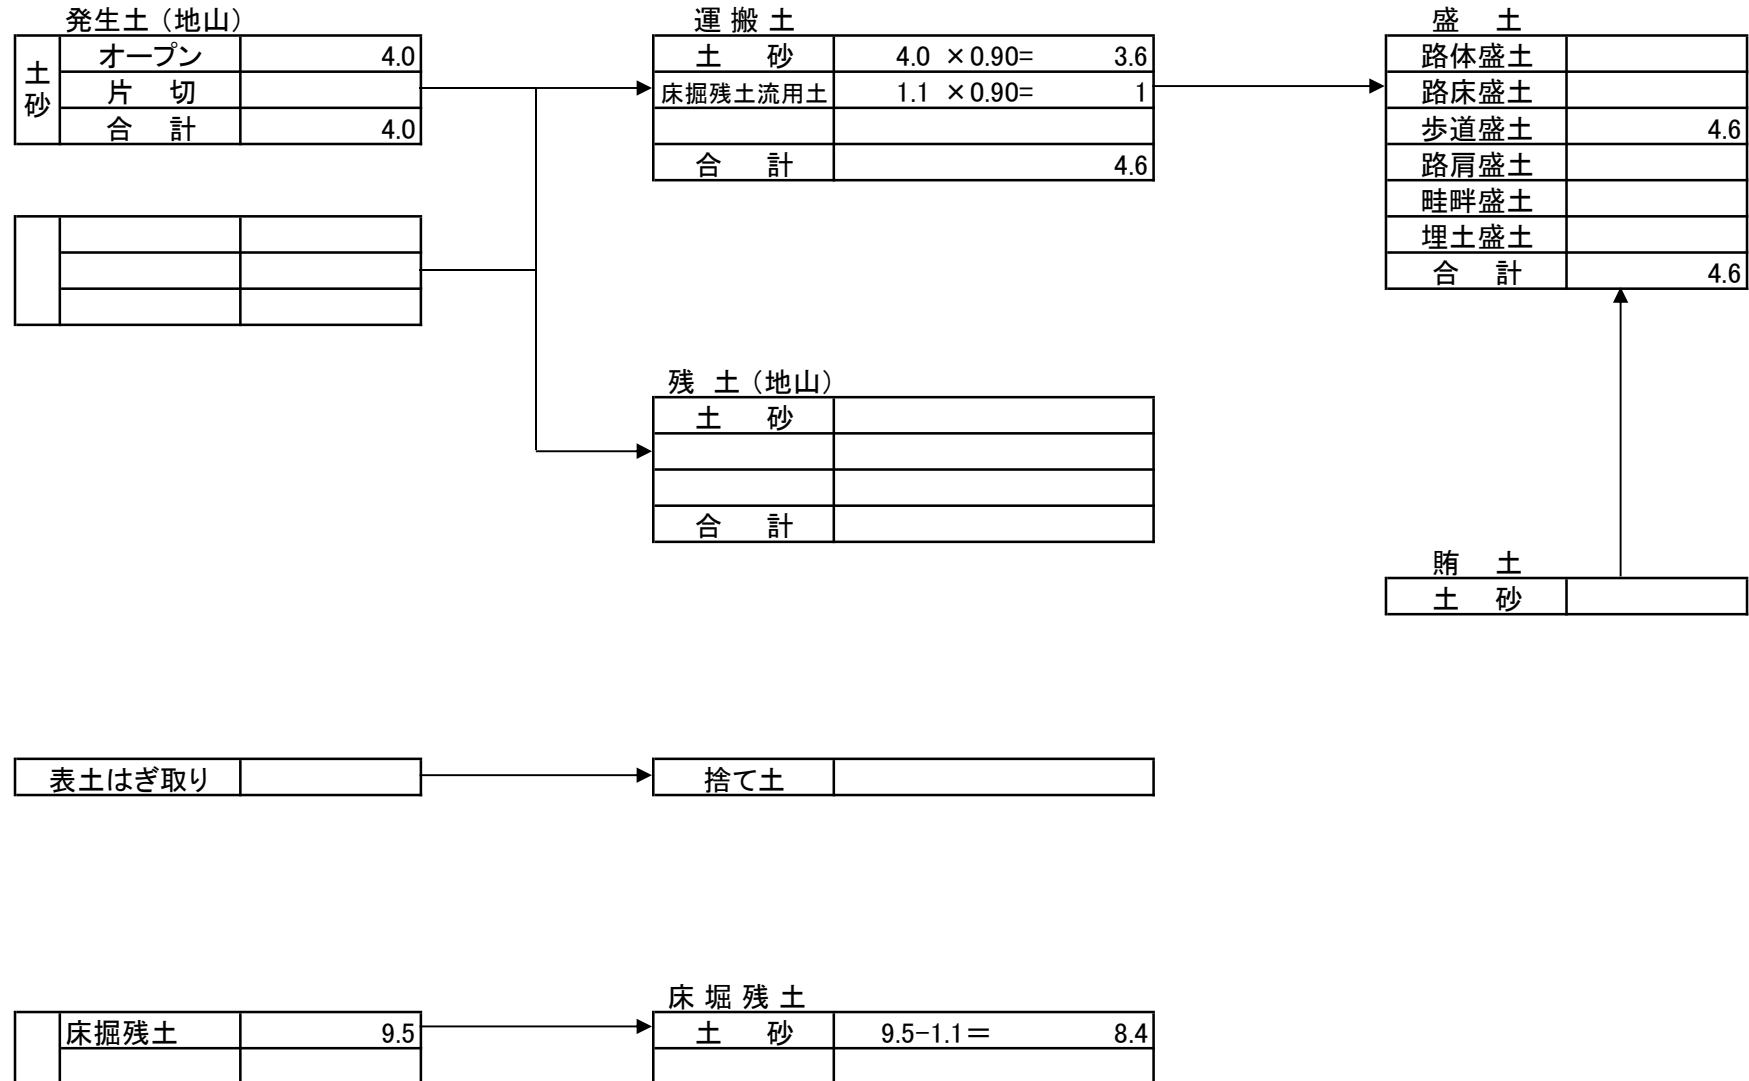 発生土（地山）
土砂
オープン 4.0
片 切
合 計 4.0
運 搬 土
土 砂 4.0 ×0.90= 3.6
床掘残土流用土 1.1 ×0.90= 1
合 計 4.6
盛 土
路体盛土
路床盛土
歩道盛土 4.6
路肩盛土
畦畔盛土
埋土盛土
合 計 4.6
残 土（地山）
土 砂
合 計
賄 土
土 砂
表土はぎ取り
捨て土
床 堀 残 土
床掘残土 9.5
土 砂 9.5-1.1＝ 8.4